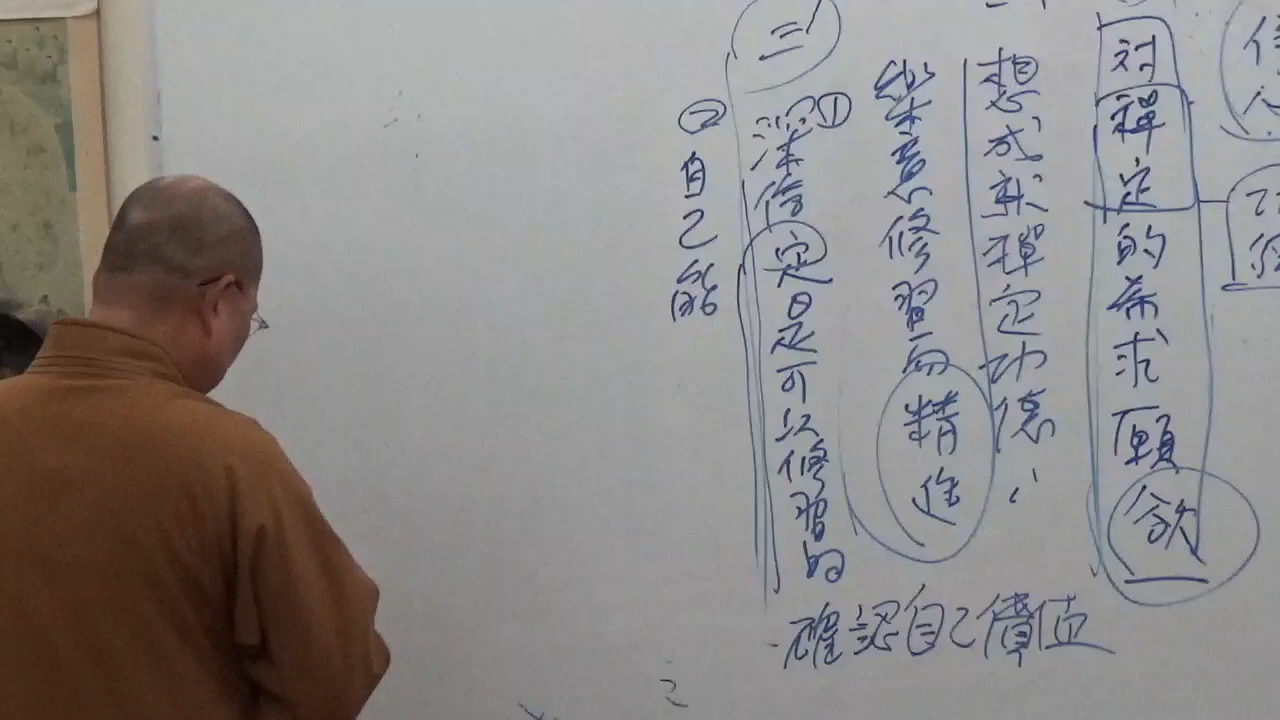 對禪定的希求願欲
想成就禪定功德、
樂意修習而精進
三、
① 深信定是可以修習的
② 自己能
確認自己價值